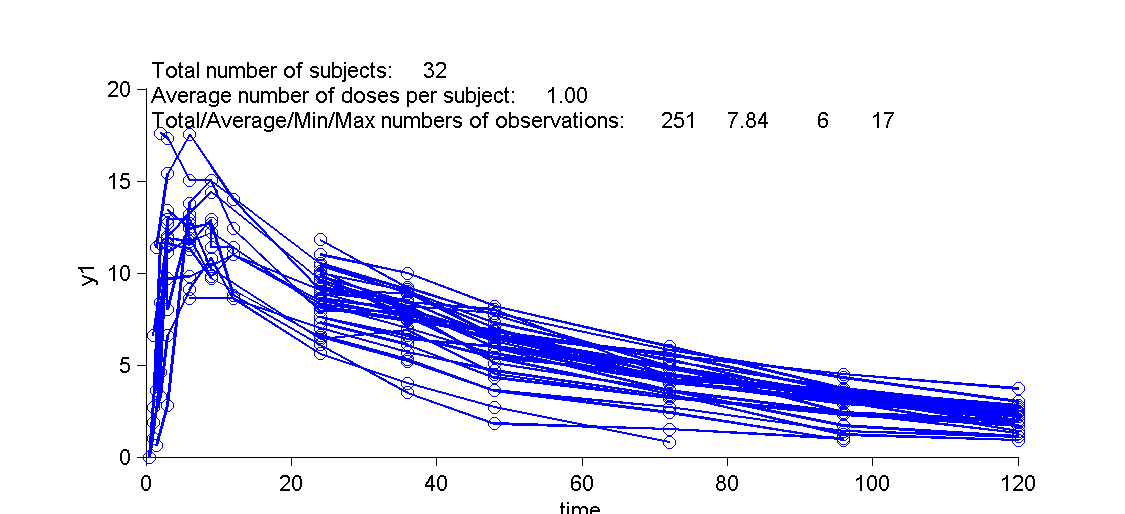 Total number of subjects: 32
20
Average number of doses per subject: 1.00
Total/Average/Min/Max numbers of observations: 251 7.84 6 17
15
10
y1
5
0
0 20 40 60 80 100 120
time